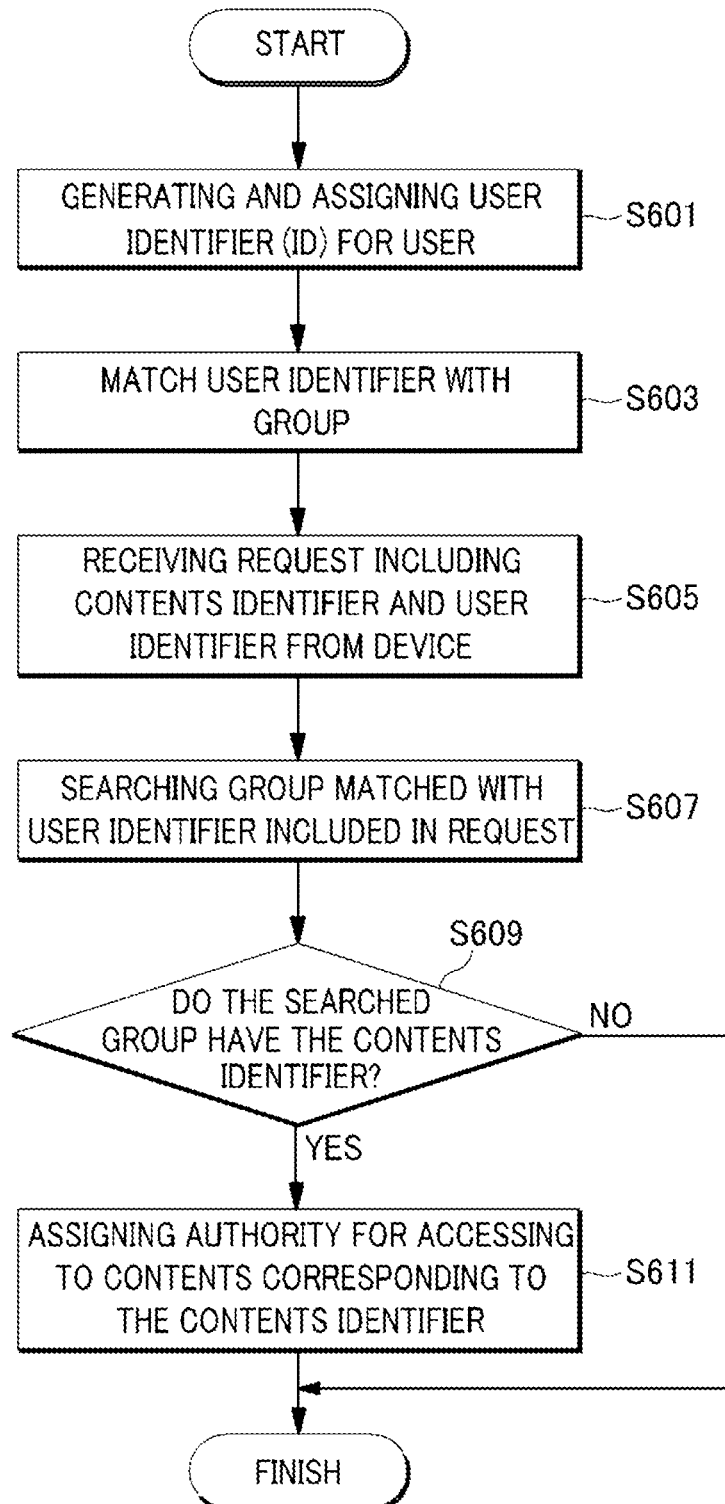 START
GENERATING AND ASSIGNING USER
IDENTIFIER (ID) FOR USER
S601
MATCH USER IDENTIFIER WITH
GROUP
S603
RECEIVING REQUEST INCLUDING
CONTENTS IDENTIFIER AND USER
IDENTIFIER FROM DEVICE
S605
SEARCHING GROUP MATCHED WITH
USER IDENTIFIER INCLUDED IN REQUEST
S607
S609
DO THE SEARCHED
GROUP HAVE THE CONTENTS
IDENTIFIER?
NO
YES
ASSIGNING AUTHORITY FOR ACCESSING
TO CONTENTS CORRESPONDING TO
THE CONTENTS IDENTIFIER
S611
FINISH